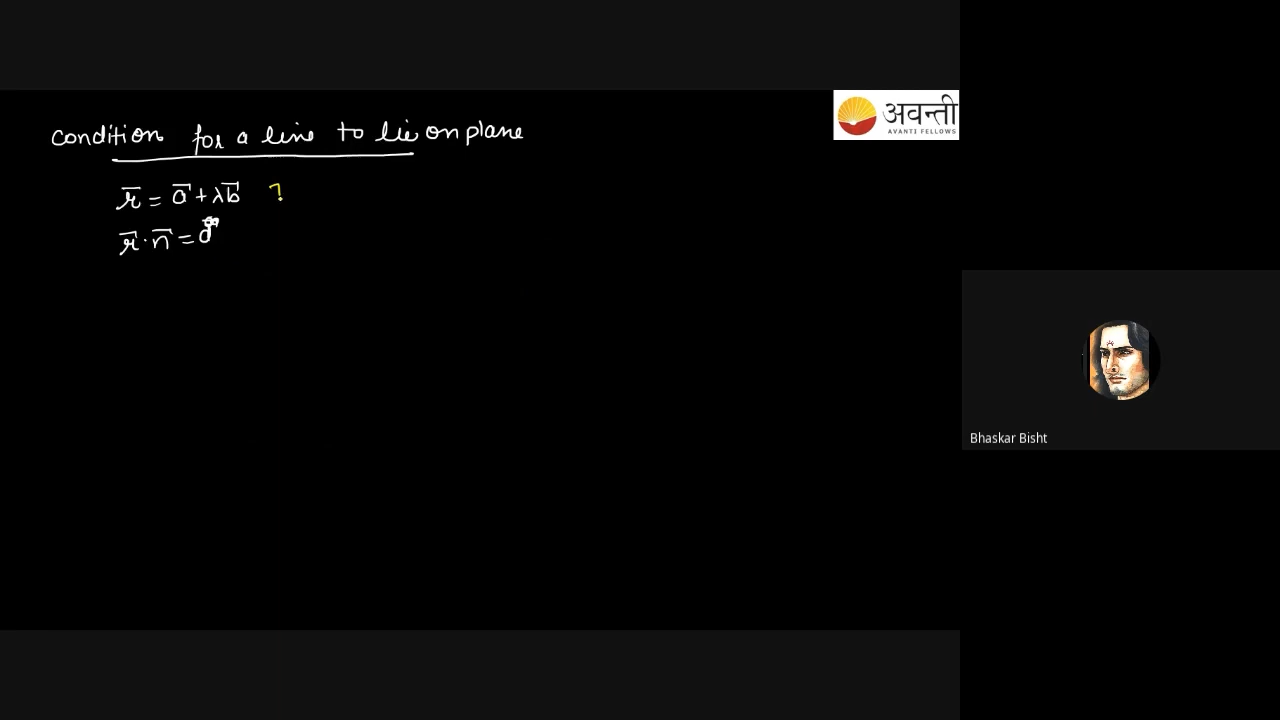 condition for a line to lie on plane
r̄ = ā + λb̄ ?
r̄ · n̄ = d
अवन्ती
AVANTI FELLOWS
Bhaskar Bisht